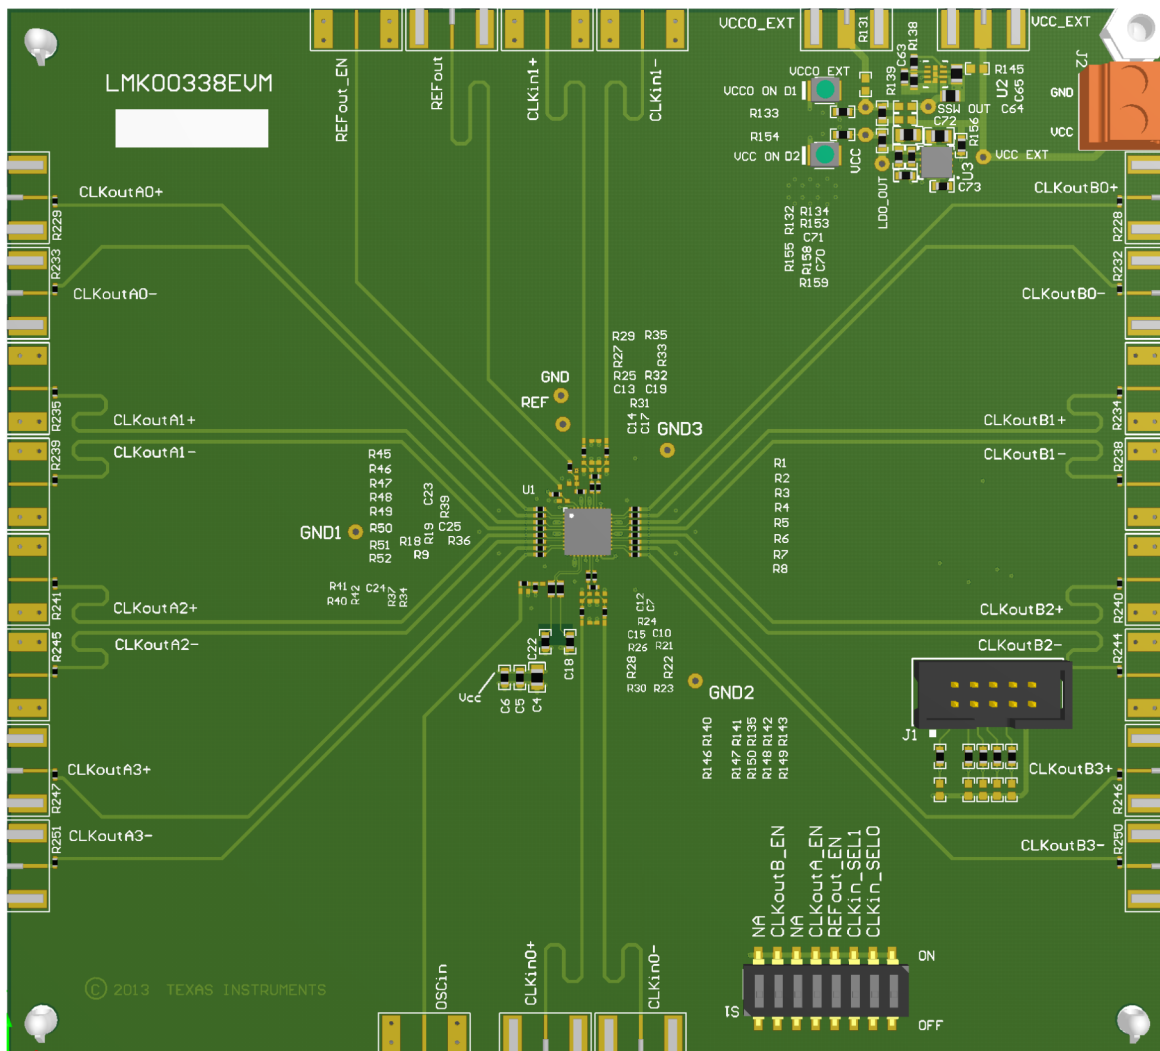 VCCO_EXT
VCC_EXT
R131
R138
C63
R139
J2
REFout_EN
REFout
CLKin1+
CLKin1-
LMK00338EVM
VCCO EXT
VCCO ON D1
R133
R154
VCC ON D2
VCC
R145
U2
C65
C64
SSW OUT
C72
R156
GND
VCC
VCC EXT
U3
C73
LDO_OUT
CLKoutA0+
R229
CLKoutB0+
R228
R132
R134
R153
C71
R155
R158
C70
R159
R233
CLKoutA0-
R232
CLKoutB0-
R29
R35
R27
R33
R25
R32
C13
C19
R31
C14
C17
GND
REF
GND3
R235
CLKoutA1+
R239
CLKoutA1-
R234
CLKoutB1+
R238
CLKoutB1-
R45
R46
R47
R48
R49
R50
R51
R52
C23
R39
C25
R19
R36
R18
R9
GND1
U1
R1
R2
R3
R4
R5
R6
R7
R8
R41
R40
R42
C24
R37
R34
R241
CLKoutA2+
R245
CLKoutA2-
R240
CLKoutB2+
R244
CLKoutB2-
C12
C7
R24
C15
C10
R26
R21
R28
R22
R30
R23
C22
C18
Vcc
C6
C5
C4
GND2
R146 R140
R147 R141
R150 R135
R148 R142
R149 R143
J1
CLKoutA3+
R247
CLKoutA3-
R251
CLKoutB3+
R246
CLKoutB3-
R250
NA
CLKoutB_EN
NA
CLKoutA_EN
REFout_EN
CLKin_SEL1
CLKin_SEL0
ON
OFF
S1
© 2013 TEXAS INSTRUMENTS
OSCin
CLKin0+
CLKin0-